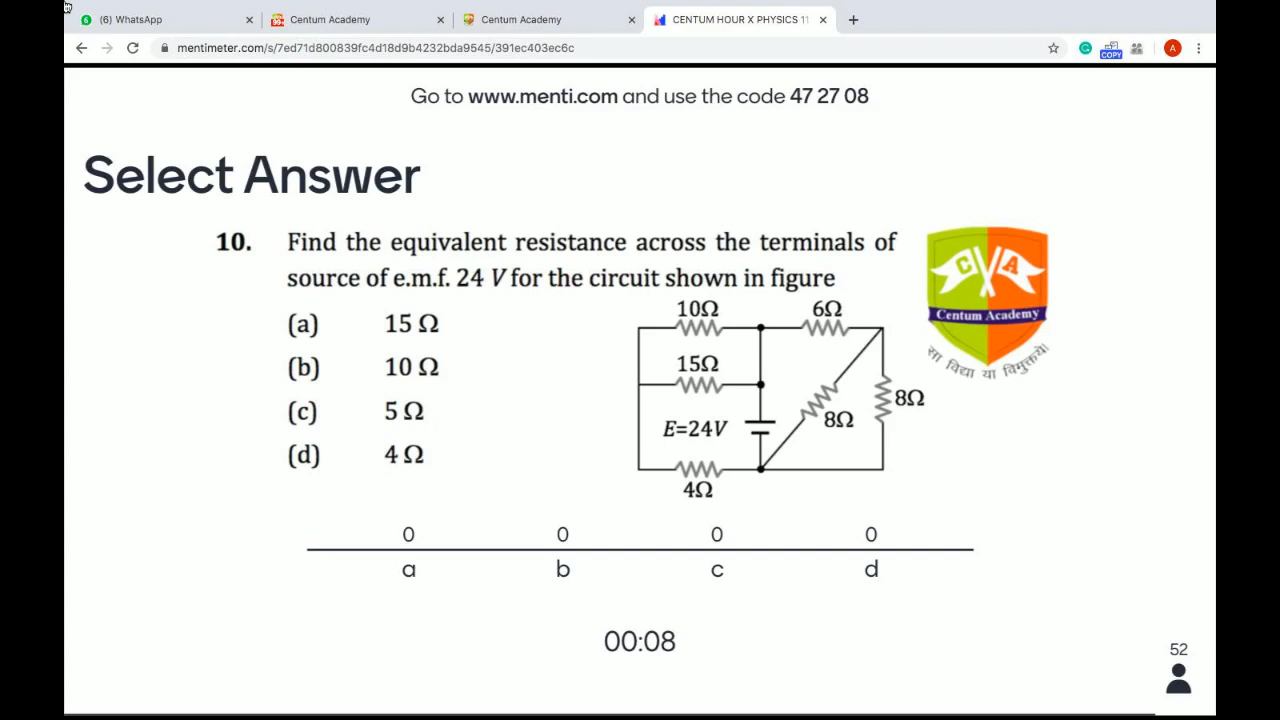 (6) WhatsApp
Centum Academy
Centum Academy
CENTUM HOUR X PHYSICS 11
mentimeter.com/s/7ed71d800839fc4d18d9b4232bda9545/391ec403ec6c
COPY
A
Go to www.menti.com and use the code 47 27 08
Select Answer
10. Find the equivalent resistance across the terminals of
source of e.m.f. 24 V for the circuit shown in figure
(a) 15 Ω
(b) 10 Ω
(c) 5 Ω
(d) 4 Ω
10Ω
6Ω
15Ω
8Ω
E=24V
8Ω
4Ω
C A
Centum Academy
सा विद्या या विमुक्तये।
0 0 0 0
a b c d
00:08
52